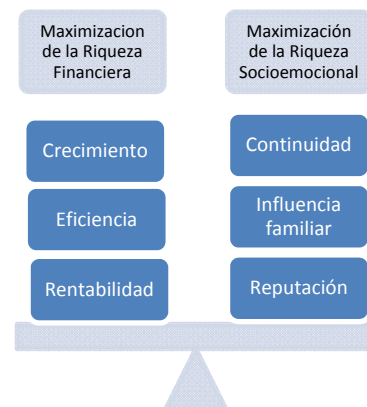 Maximizacion
de la Riqueza
Financiera
Crecimiento
Eficiencia
Rentabilidad
Maximización
de la Riqueza
Socioemocional
Continuidad
Influencia
familiar
Reputación